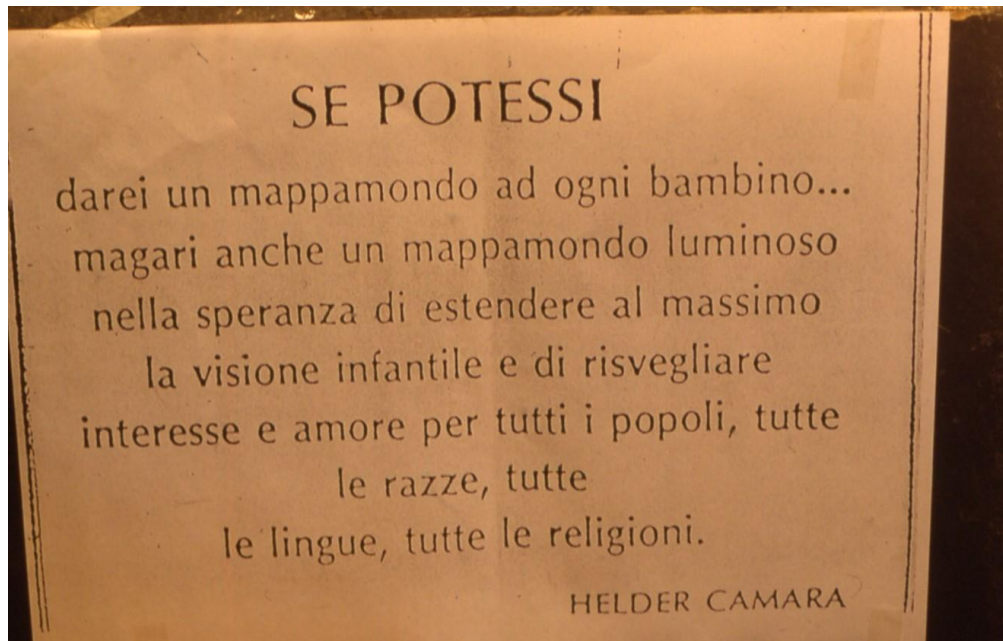 SE POTESSI
darei un mappamondo ad ogni bambino...
magari anche un mappamondo luminoso
nella speranza di estendere al massimo
la visione infantile e di risvegliare
interesse e amore per tutti i popoli, tutte
le razze, tutte
le lingue, tutte le religioni.
HELDER CAMARA